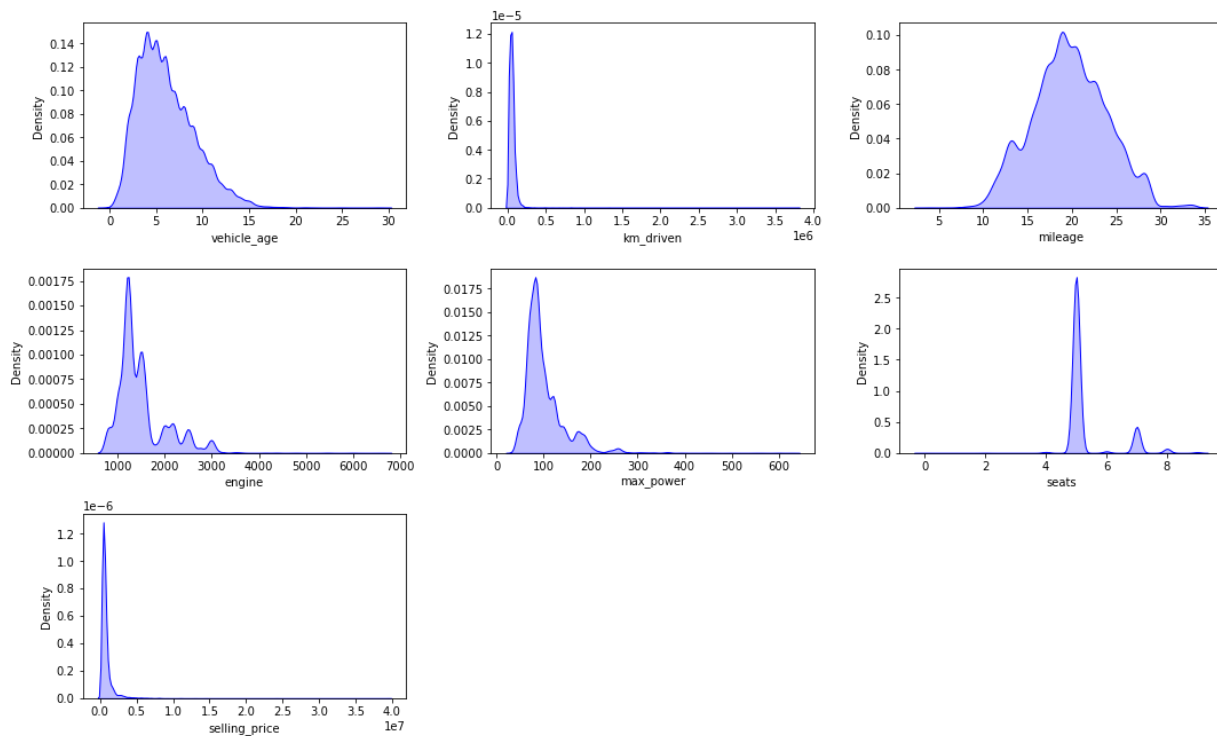 0.14
0.12
0.10
0.08
0.06
0.04
0.02
0.00
Density
0 5 10 15 20 25 30
vehicle_age
1e−5
1.2
1.0
0.8
0.6
0.4
0.2
0.0
Density
0.0 0.5 1.0 1.5 2.0 2.5 3.0 3.5 4.0
1e6
km_driven
0.10
0.08
0.06
0.04
0.02
0.00
Density
5 10 15 20 25 30 35
mileage
0.00175
0.00150
0.00125
0.00100
0.00075
0.00050
0.00025
0.00000
Density
1000 2000 3000 4000 5000 6000 7000
engine
0.0175
0.0150
0.0125
0.0100
0.0075
0.0050
0.0025
0.0000
Density
0 100 200 300 400 500 600
max_power
2.5
2.0
1.5
1.0
0.5
0.0
Density
0 2 4 6 8
seats
1e−6
1.2
1.0
0.8
0.6
0.4
0.2
0.0
Density
0.0 0.5 1.0 1.5 2.0 2.5 3.0 3.5 4.0
1e7
selling_price